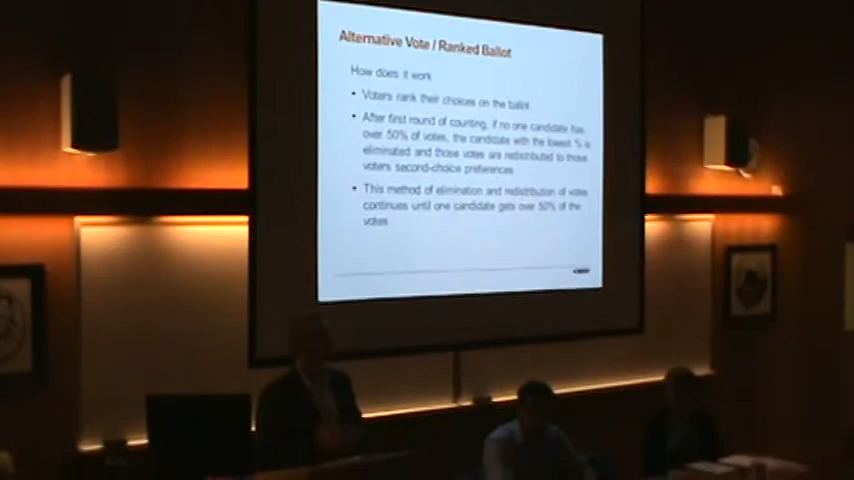 Alternative Vote / Ranked Ballot
How does it work
• Voters rank their choices on the ballot
• After first round of counting, if no one candidate has
over 50% of votes, the candidate with the lowest % is
eliminated and those votes are redistributed to those
voters second-choice preferences
• This method of elimination and redistribution of votes
continues until one candidate gets over 50% of the
votes